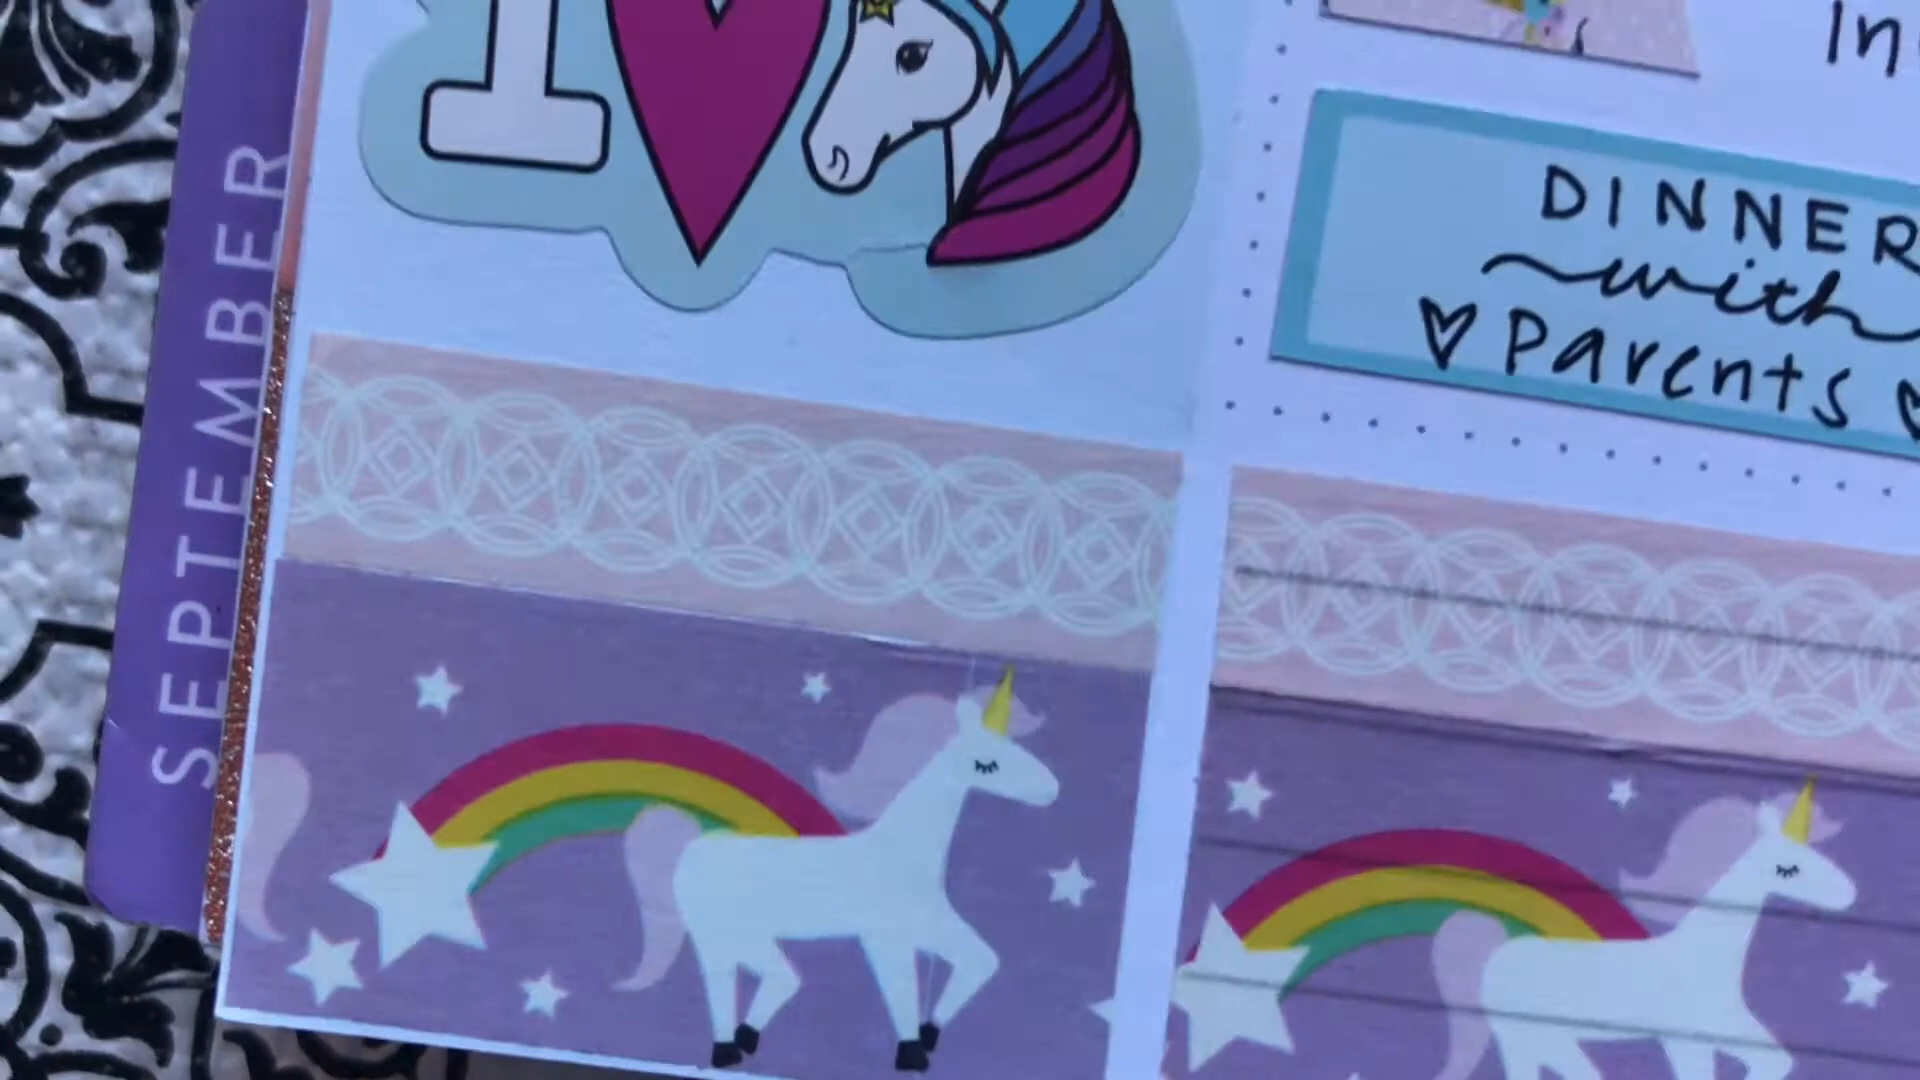 I
In
DINNER
with
Parents
SEPTEMBER